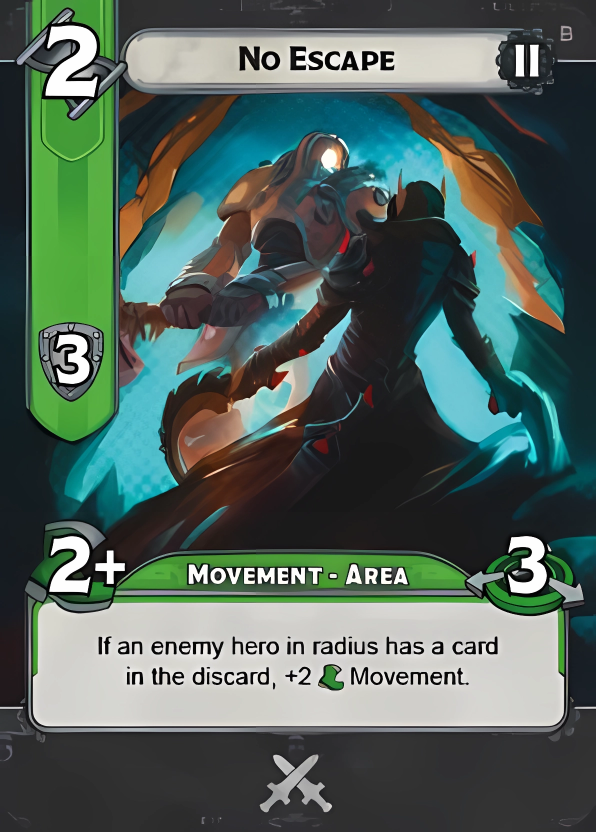 2
No Escape
II
B
3
2+
Movement - Area
3
If an enemy hero in radius has a card
in the discard, +2 Movement.